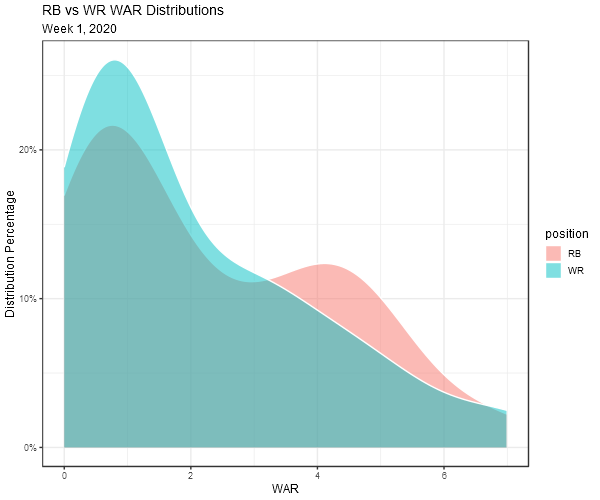 RB vs WR WAR Distributions
Week 1, 2020
Distribution Percentage
20%
10%
0%
0 2 4 6
WAR
position
RB
WR